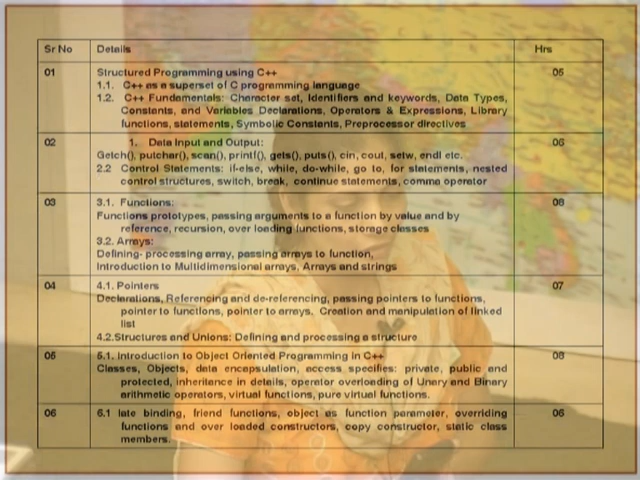 Sr No Details Hrs
01 Structured Programming using C++ 05
1.1. C++ as a superset of C programming language
1.2. C++ Fundamentals: Character set, Identifiers and keywords, Data Types,
Constants, and Variables Declarations, Operators & Expressions, Library
functions, statements, Symbolic Constants, Preprocessor directives
02 1. Data Input and Output: 06
Getch(), putchar(), scan(), printf(), gets(), puts(), cin, cout, setw, endl etc.
2.2 Control Statements: if-else, while, do-while, go to, for statements, nested
control structures, switch, break, continue statements, comma operator
03 3.1. Functions: 08
Functions prototypes, passing arguments to a function by value and by
reference, recursion, over loading functions, storage classes
3.2. Arrays:
Defining- processing array, passing arrays to function,
Introduction to Multidimensional arrays, Arrays and strings
04 4.1. Pointers 07
Declarations, Referencing and de-referencing, passing pointers to functions,
pointer to functions, pointer to arrays, Creation and manipulation of linked
list
4.2.Structures and Unions: Defining and processing a structure
05 5.1. Introduction to Object Oriented Programming in C++ 08
Classes, Objects, data encapsulation, access specifies: private, public and
protected, inheritance in details, operator overloading of Unary and Binary
arithmetic operators, virtual functions, pure virtual functions.
06 6.1 late binding, friend functions, object as function parameter, overriding 06
functions and over loaded constructors, copy constructor, static class
members.